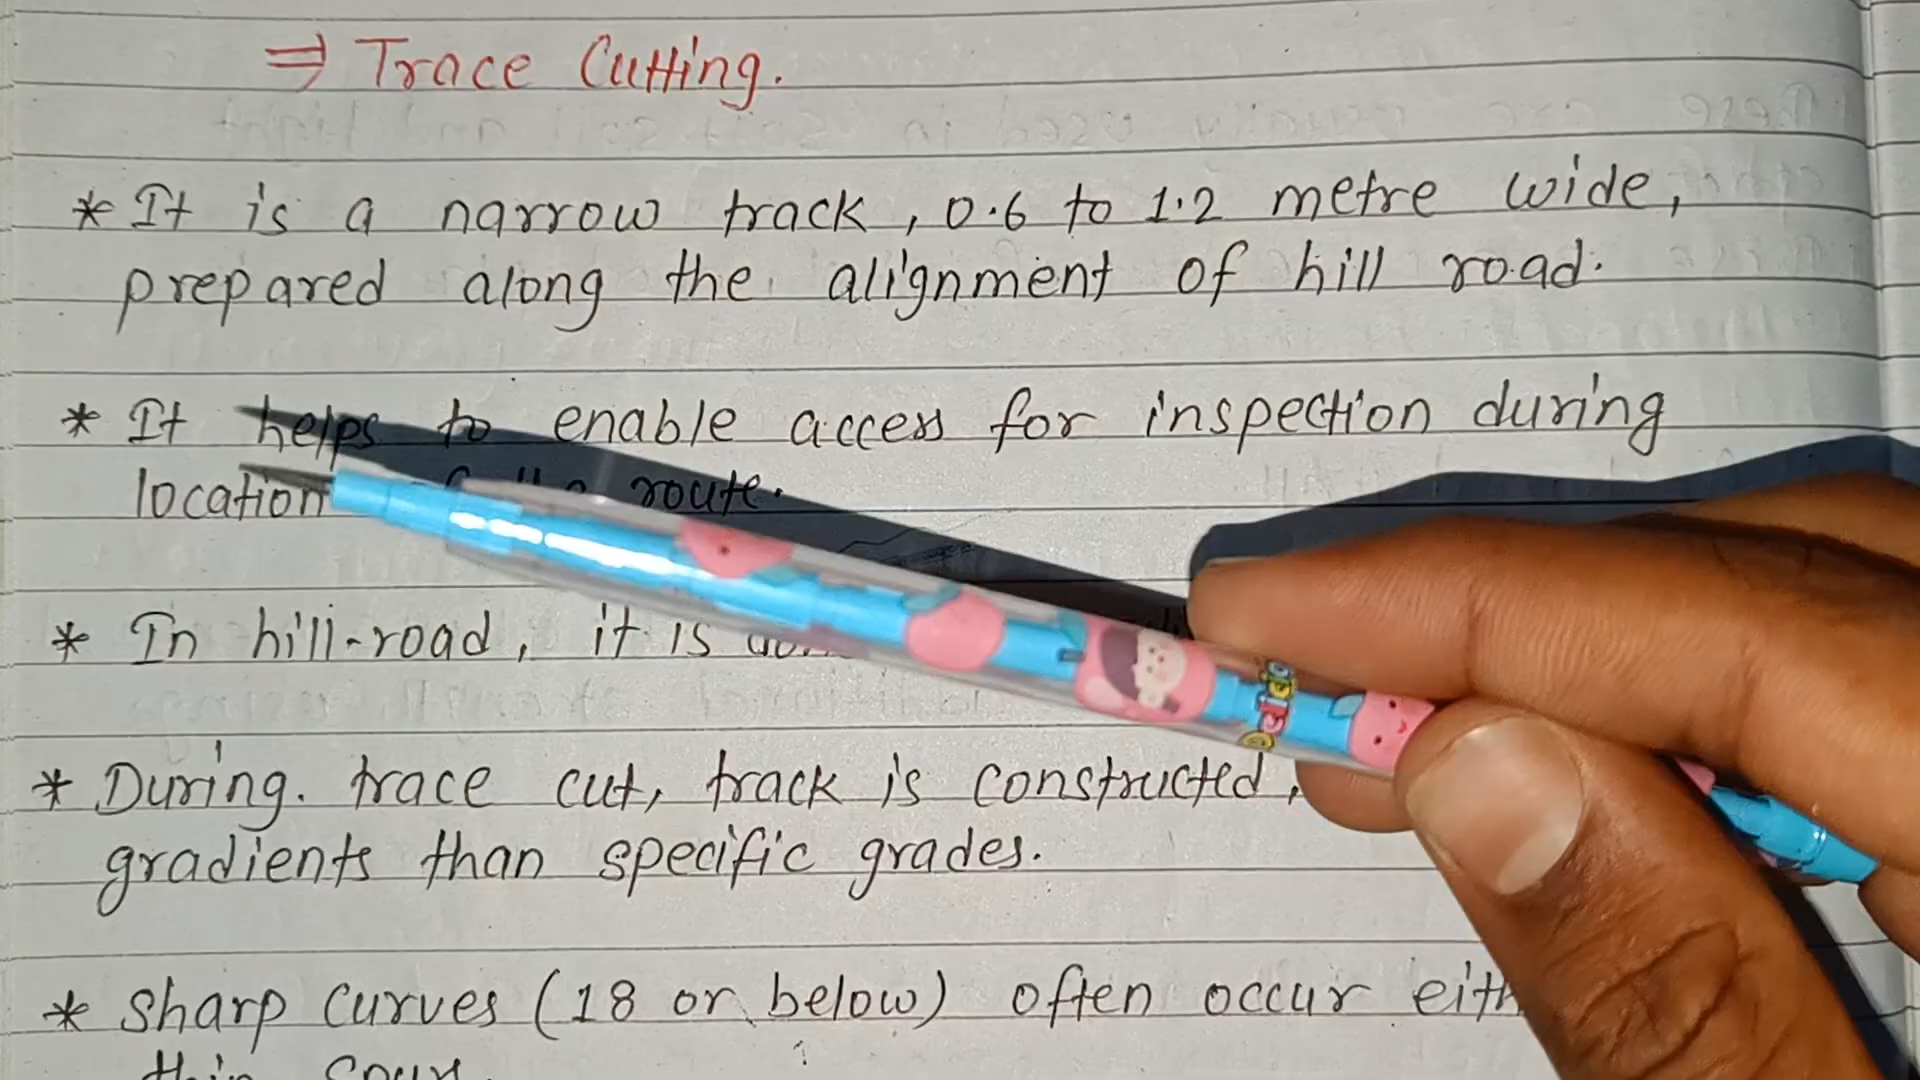 ⇒ Trace Cutting.
* It is a narrow track, 0.6 to 1.2 metre wide,
prepared along the alignment of hill road.
* It helps to enable access for inspection during
location route.
* In hill-road, it is
* During. trace cut, track is constructed,
gradients than specific grades.
* Sharp curves (18 or below) often occur